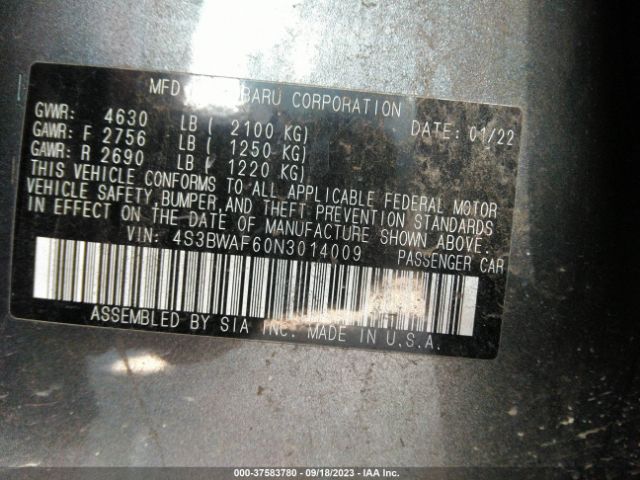 MFD BARU CORPORATION
GVWR: 4630 LB ( 2100 KG) DATE: 01/22
GAWR: F 2756 LB ( 1250 KG)
GAWR: R 2690 LB ( 1220 KG)
THIS VEHICLE CONFORMS TO ALL APPLICABLE FEDERAL MOTOR
VEHICLE SAFETY, BUMPER, AND THEFT PREVENTION STANDARDS
IN EFFECT ON THE DATE OF MANUFACTURE SHOWN ABOVE.
VIN: 4S3BWAF60N3014009 PASSENGER CAR
ASSEMBLED BY SIA INC. MADE IN U.S.A.
000-37583780 - 09/18/2023 - IAA Inc.